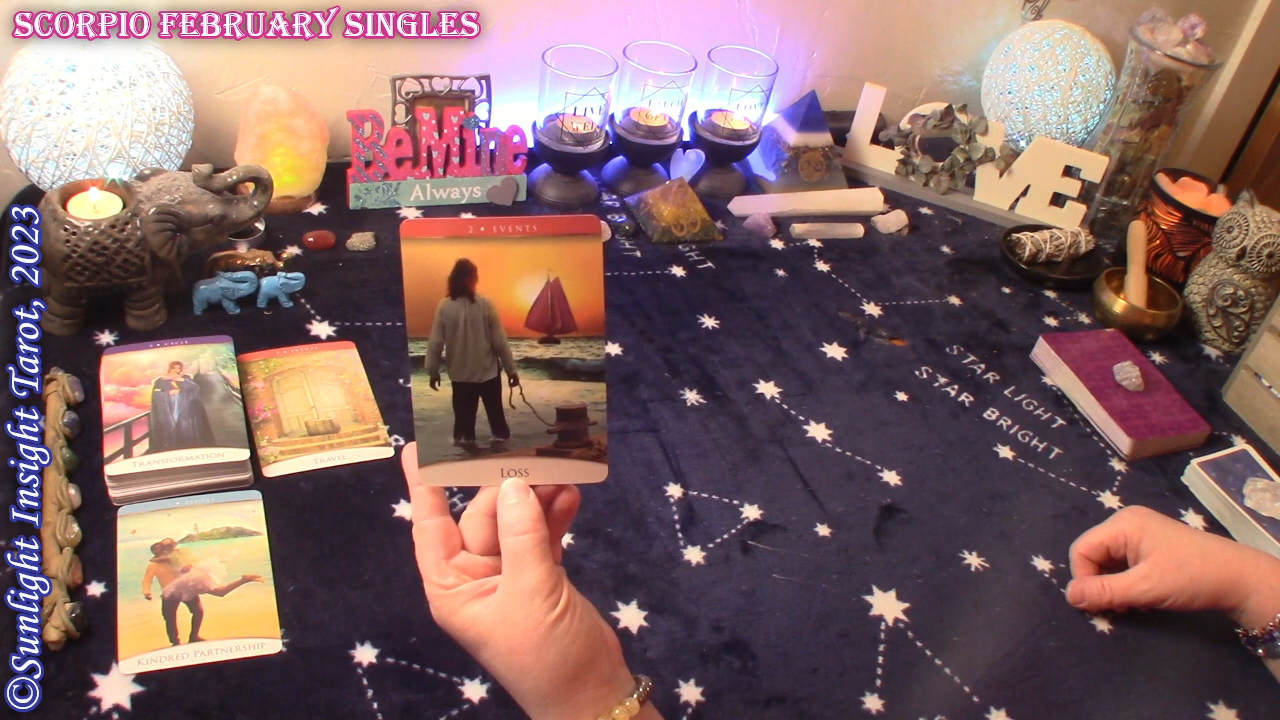 SCORPIO FEBRUARY SINGLES
©Sunlight Insight Tarot, 2023
Be Mine
Always
LIVE
LOVE
2 • EVENTS
LOSS
TRANSFORMATION
TRAVEL
KINDRED PARTNERSHIP
STAR LIGHT
STAR BRIGHT